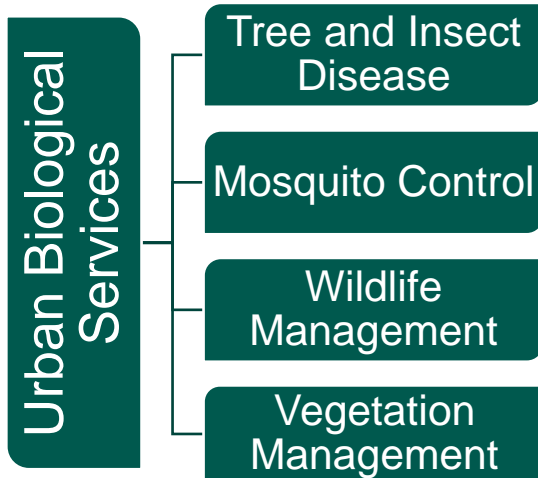 Urban Biological
Services
Tree and Insect
Disease
Mosquito Control
Wildlife
Management
Vegetation
Management